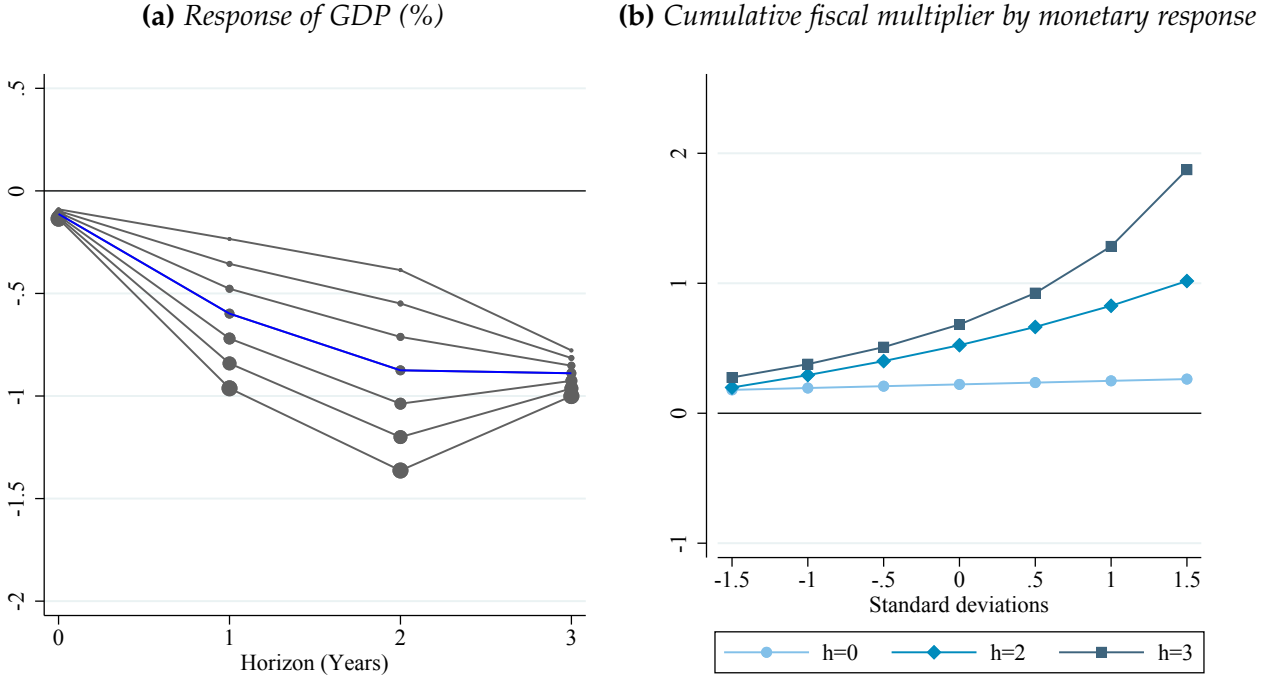 (a) Response of GDP (%)
.5
0
-.5
-1
-1.5
-2
0 1 2 3
Horizon (Years)
(b) Cumulative fiscal multiplier by monetary response
2
1
0
-1
-1.5 -1 -.5 0 .5 1 1.5
Standard deviations
h=0 h=2 h=3